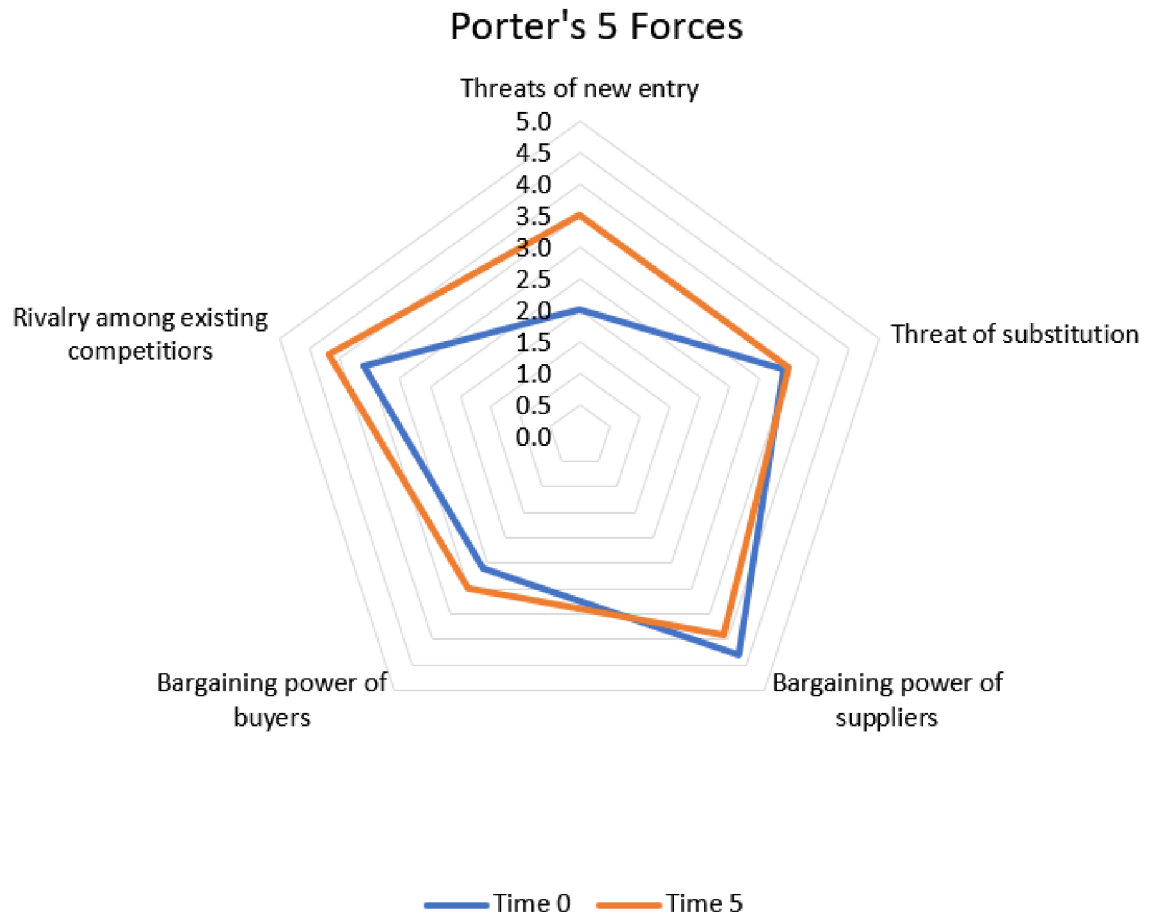 Porter's 5 Forces
Threats of new entry
5.0
4.5
4.0
3.5
3.0
2.5
2.0
1.5
1.0
0.5
0.0
Rivalry among existing
competitiors
Threat of substitution
Bargaining power of
buyers
Bargaining power of
suppliers
Time 0
Time 5